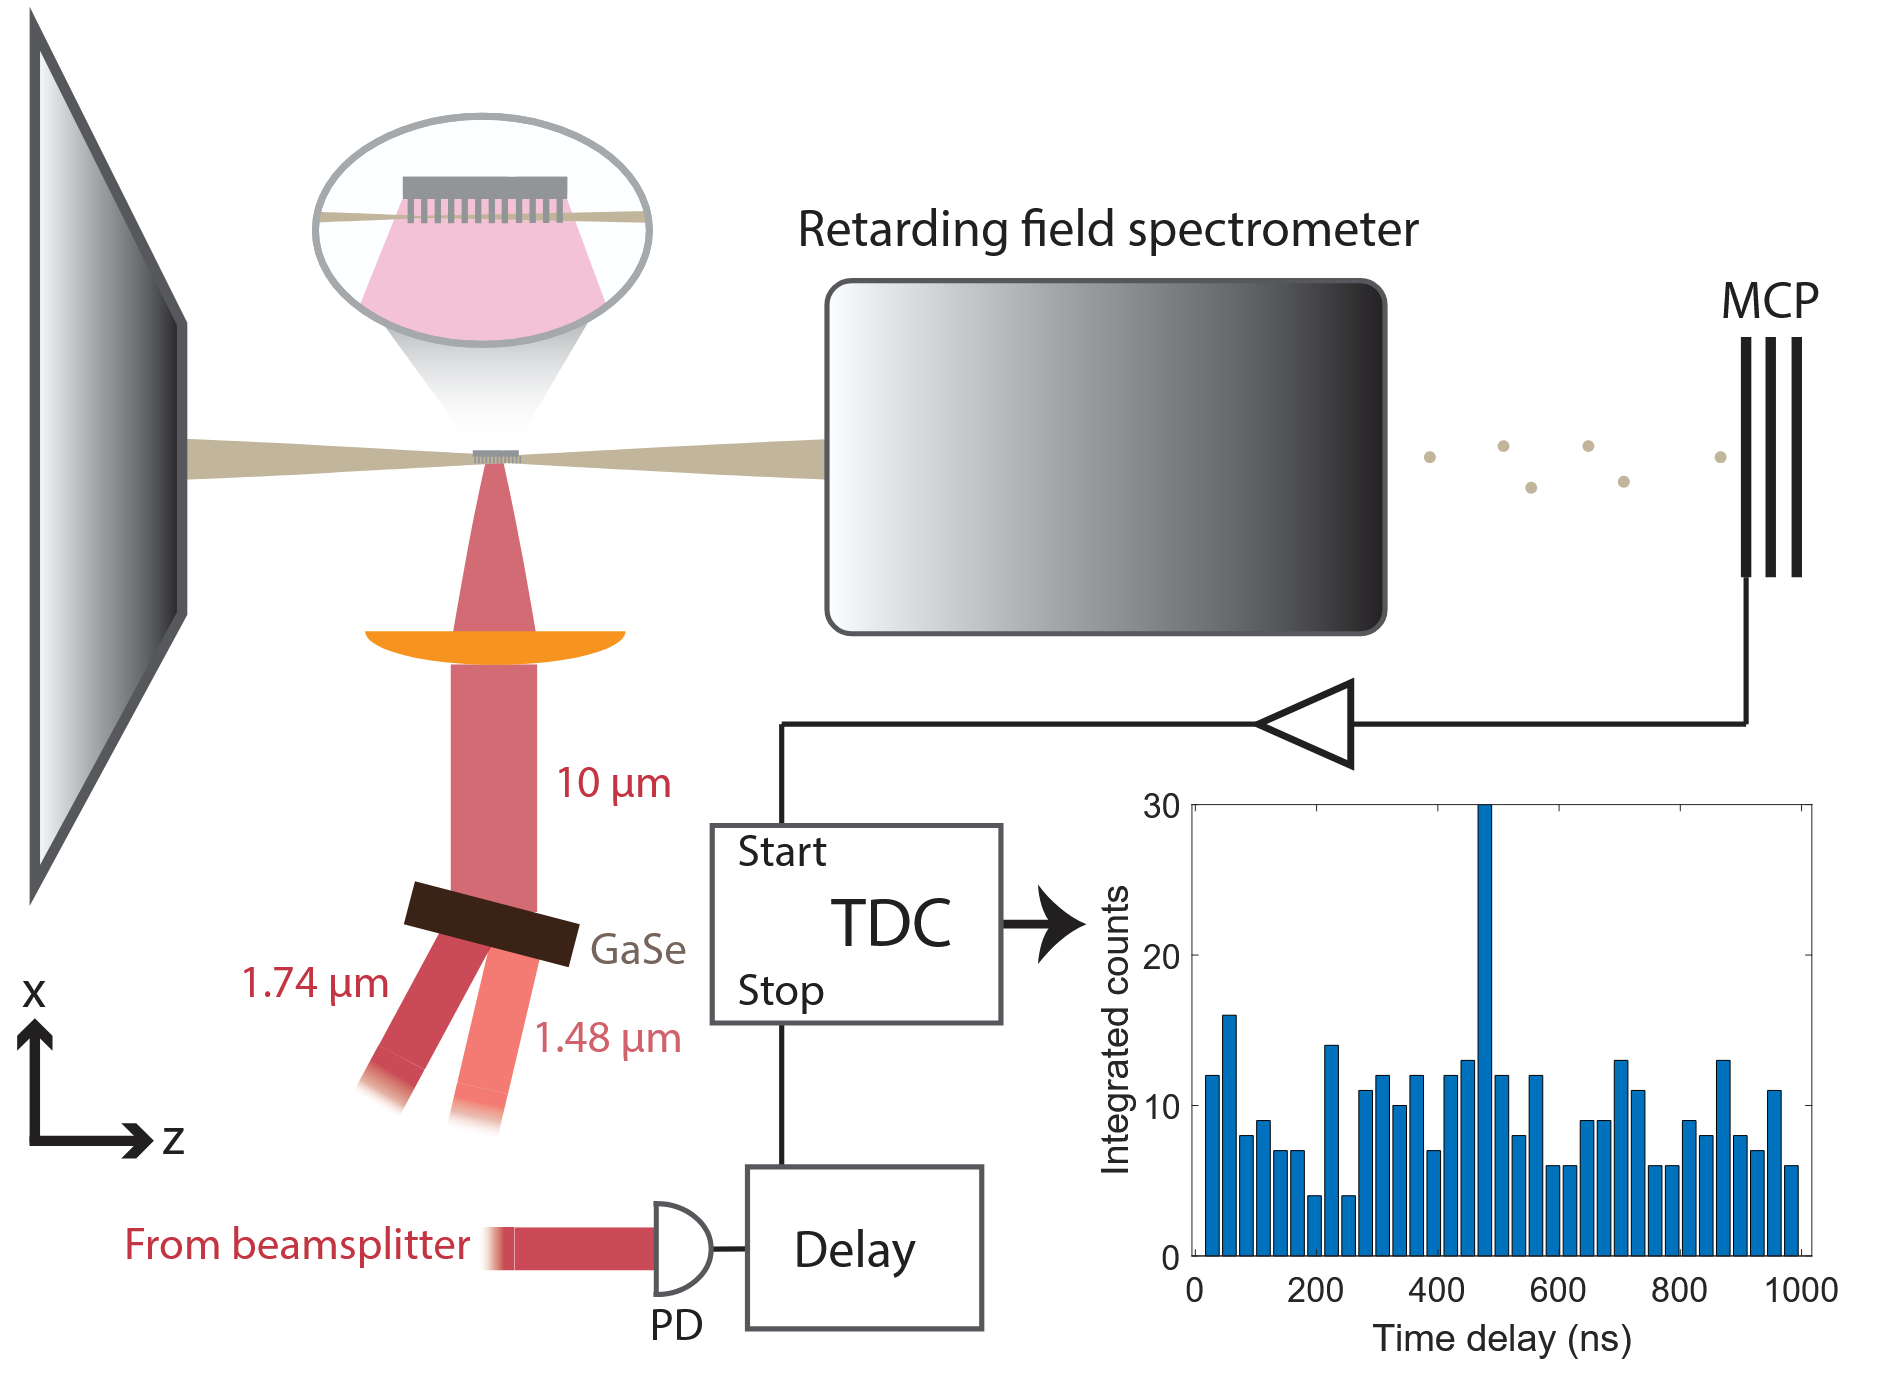 Retarding field spectrometer
MCP
10 µm
GaSe
1.74 µm
1.48 µm
x
z
Start
TDC
Stop
From beamsplitter
PD
Delay
Integrated counts
30
20
10
0
0 200 400 600 800 1000
Time delay (ns)